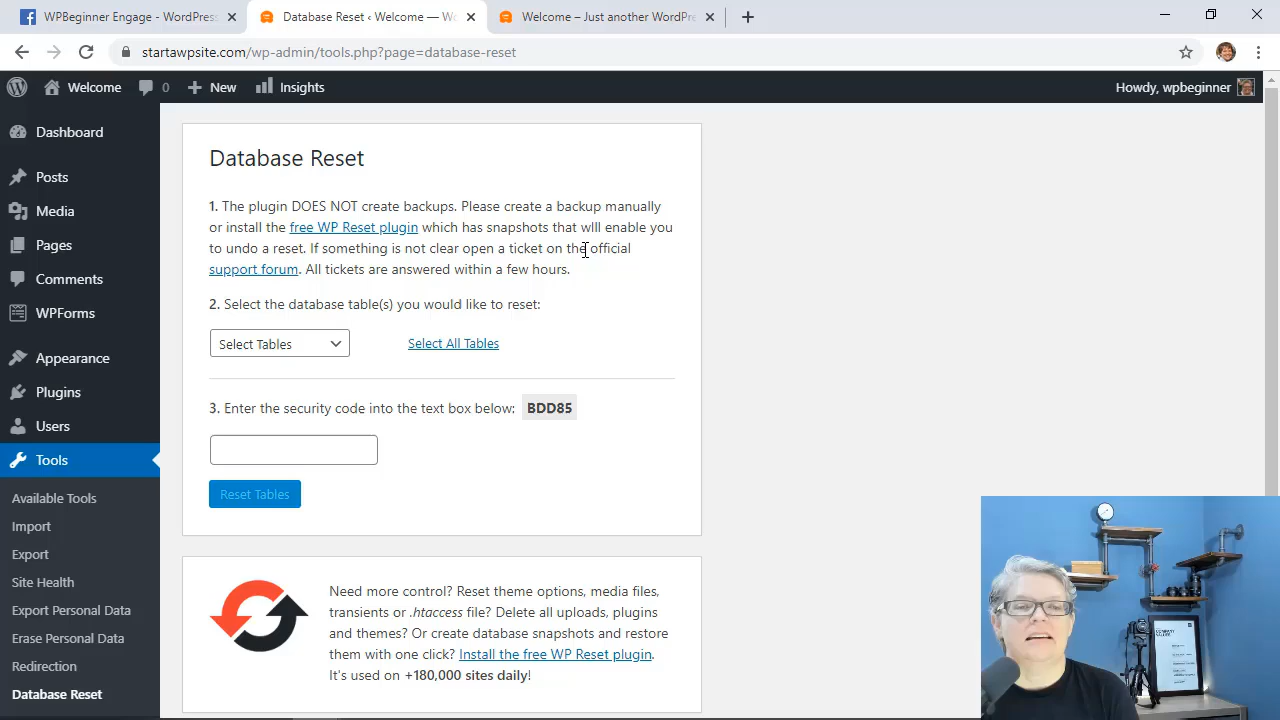 WPBeginner Engage - WordPress
Database Reset ‹ Welcome — Wo
Welcome – Just another WordPre
startawpsite.com/wp-admin/tools.php?page=database-reset
Welcome
0
New
Insights
Howdy, wpbeginner
Dashboard
Posts
Media
Pages
Comments
WPForms
Appearance
Plugins
Users
Tools
Available Tools
Import
Export
Site Health
Export Personal Data
Erase Personal Data
Redirection
Database Reset
Database Reset
1. The plugin DOES NOT create backups. Please create a backup manually
or install the free WP Reset plugin which has snapshots that wlll enable you
to undo a reset. If something is not clear open a ticket on the official
support forum. All tickets are answered within a few hours.
2. Select the database table(s) you would like to reset:
Select Tables
Select All Tables
3. Enter the security code into the text box below: BDD85
Reset Tables
Need more control? Reset theme options, media files,
transients or .htaccess file? Delete all uploads, plugins
and themes? Or create database snapshots and restore
them with one click? Install the free WP Reset plugin.
It's used on +180,000 sites daily!